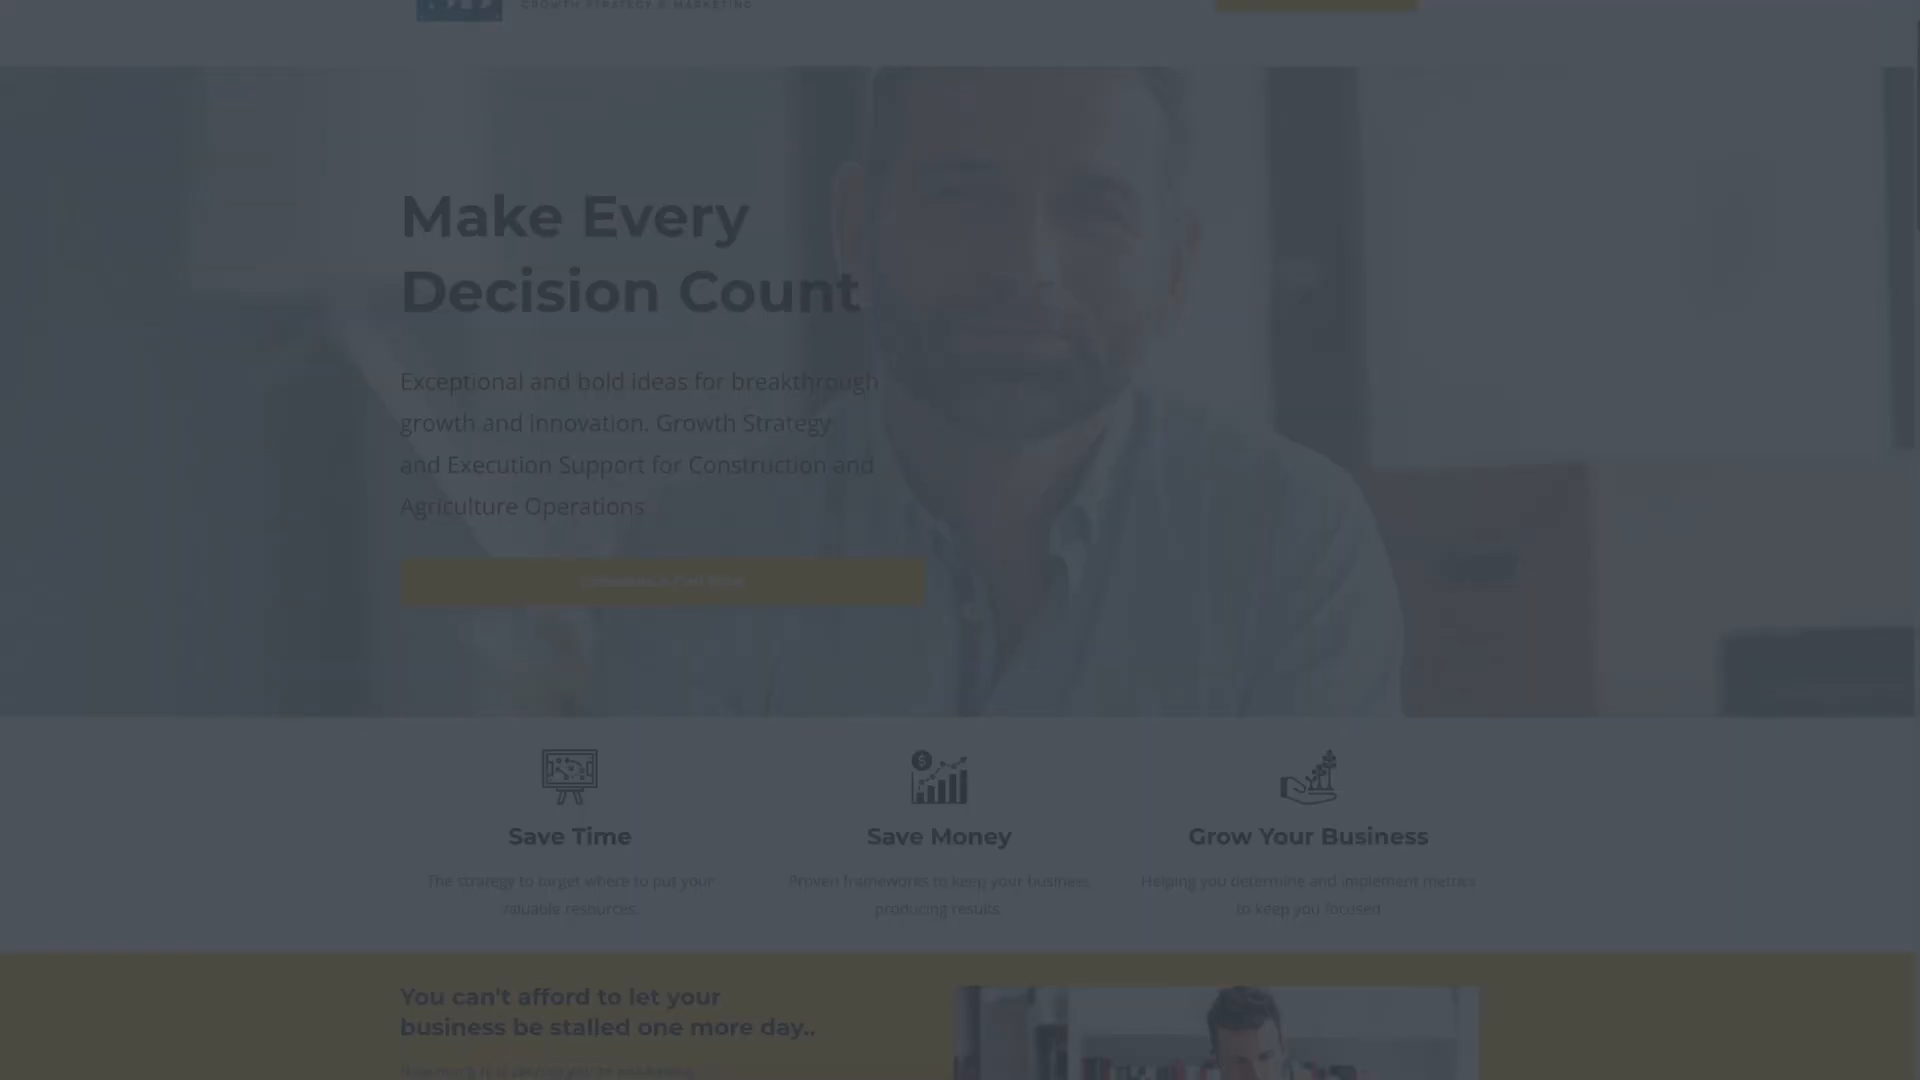 GROWTH STRATEGY & MARKETING
Make Every
Decision Count
Exceptional and bold ideas for breakthrough
growth and innovation. Growth Strategy
and Execution Support for Construction and
Agriculture Operations.
Save Time
Save Money
Grow Your Business
The strategy to target where to put your
valuable resources.
Proven frameworks to keep your business
producing results.
Helping you determine and implement metrics
to keep you focused.
You can't afford to let your
business be stalled one more day..